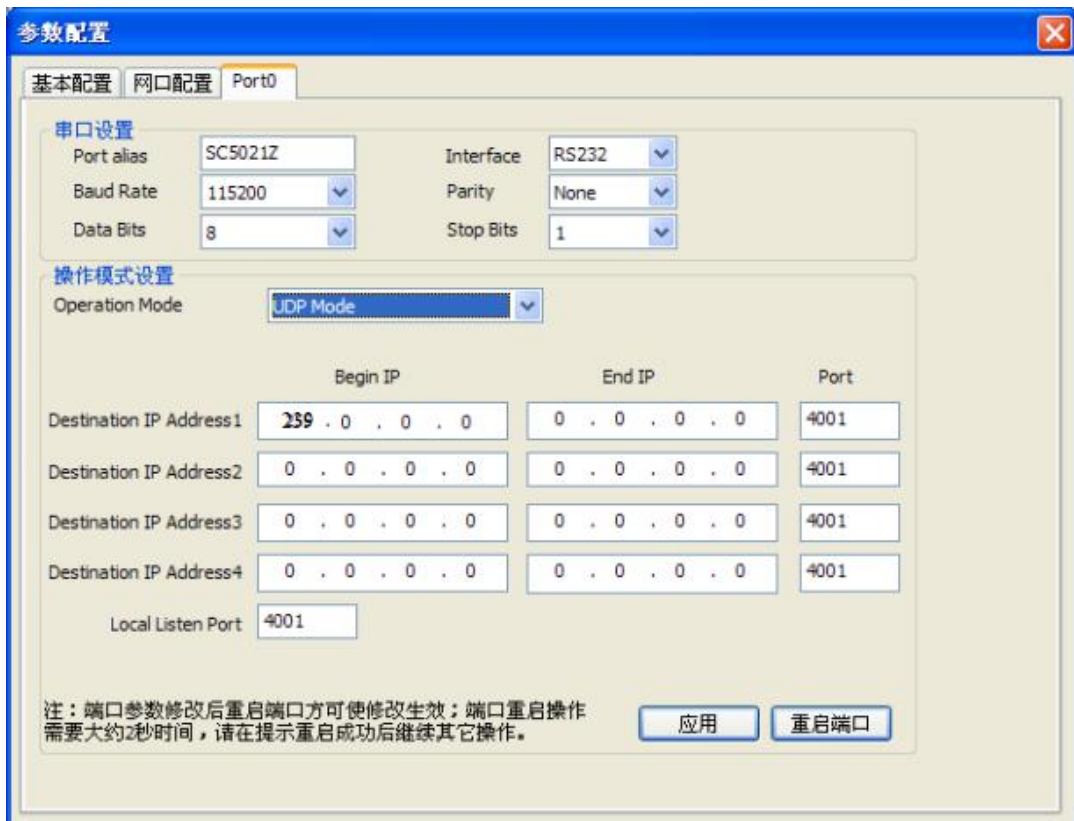 参数配置
基本配置 网口配置 Port0
串口设置
Port alias SC5021Z Interface RS232
Baud Rate 115200 Parity None
Data Bits 8 Stop Bits 1
操作模式设置
Operation Mode UDP Mode
Begin IP End IP Port
Destination IP Address1 239 . 0 . 0 . 0 0 . 0 . 0 . 0 4001
Destination IP Address2 0 . 0 . 0 . 0 0 . 0 . 0 . 0 4001
Destination IP Address3 0 . 0 . 0 . 0 0 . 0 . 0 . 0 4001
Destination IP Address4 0 . 0 . 0 . 0 0 . 0 . 0 . 0 4001
Local Listen Port 4001
注：端口参数修改后重启端口方可使修改生效；端口重启操作
需要大约2秒时间，请在提示重启成功后继续其它操作。
应用 重启端口